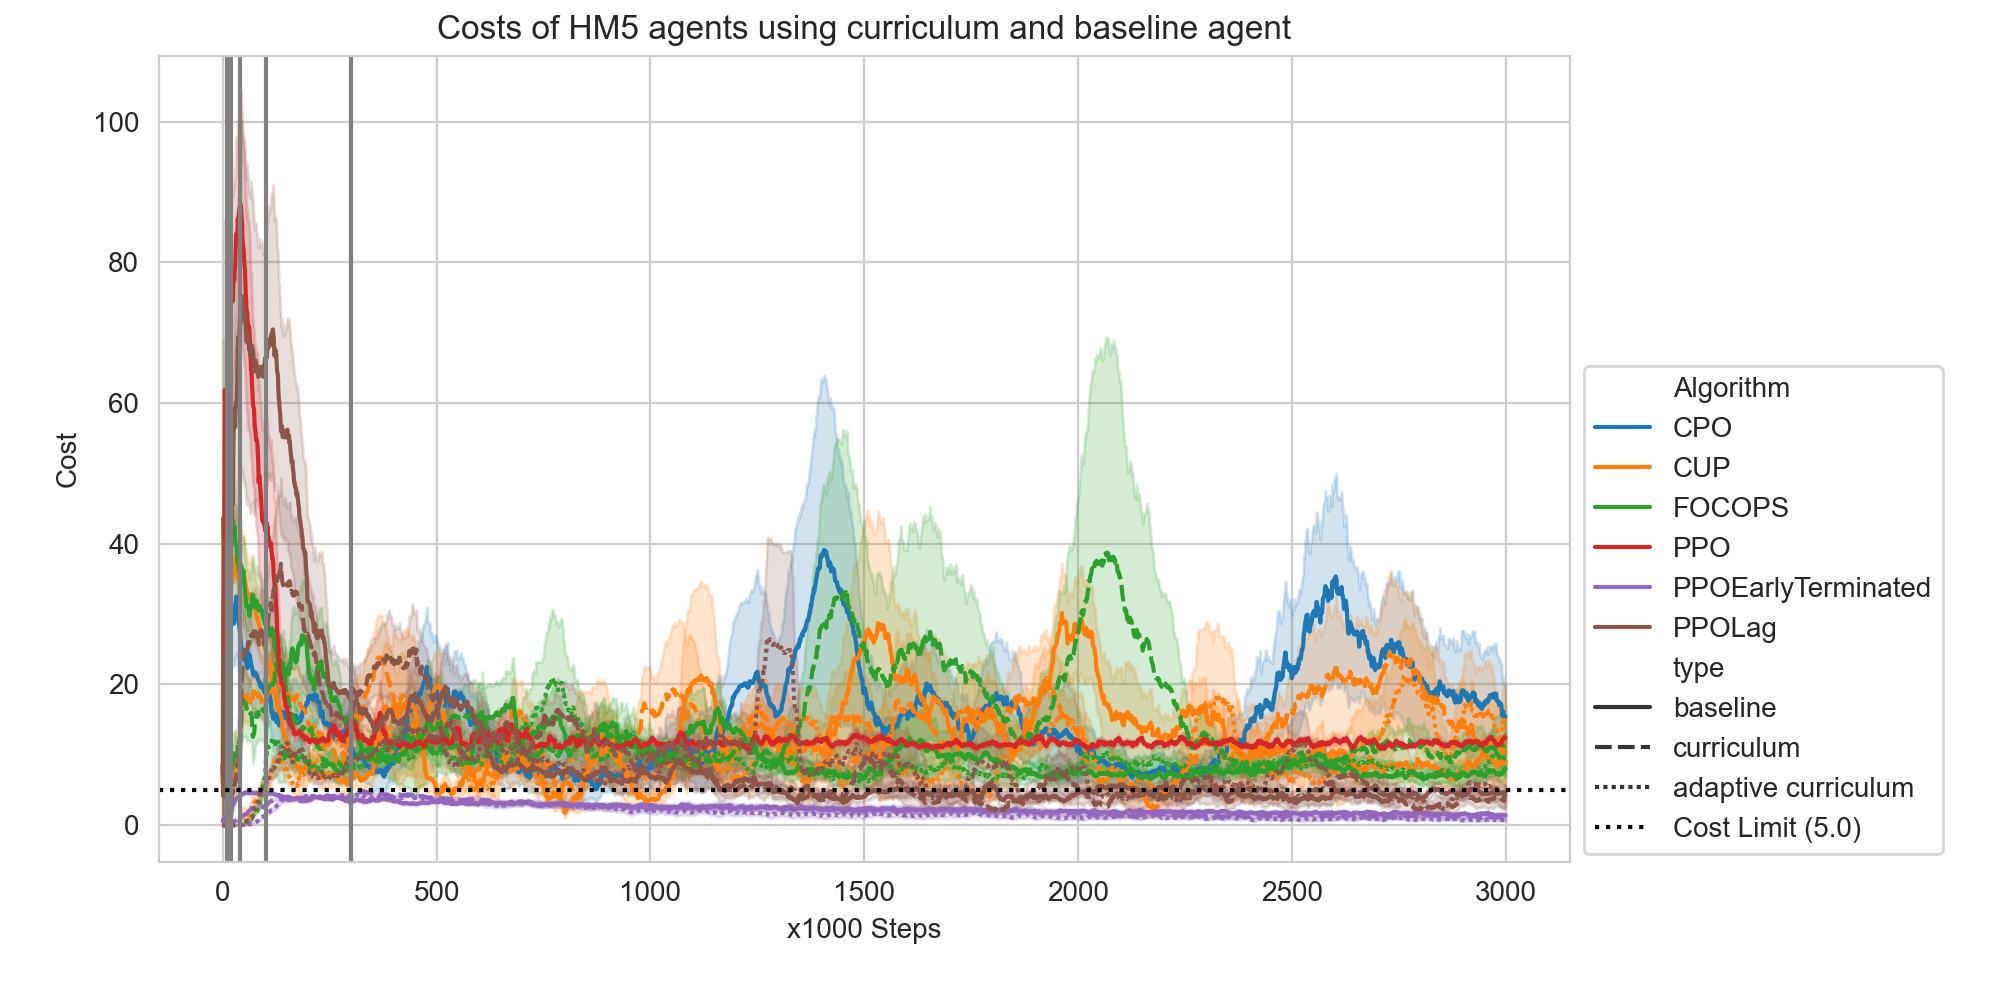 Costs of HM5 agents using curriculum and baseline agent
100
80
60
40
20
0
Cost
0 500 1000 1500 2000 2500 3000
x1000 Steps
Algorithm
CPO
CUP
FOCOPS
PPO
PPOEarlyTerminated
PPOLag
type
baseline
curriculum
adaptive curriculum
Cost Limit (5.0)